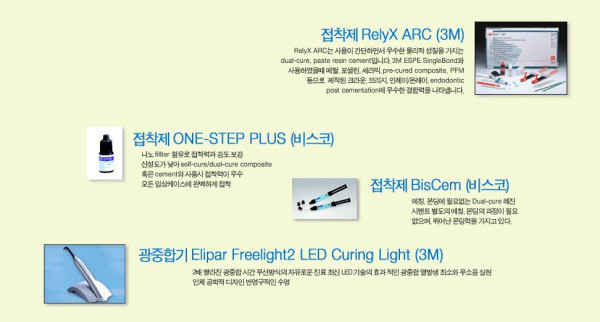 접착제 RelyX ARC (3M)
RelyX ARC는 사용이 간단하면서 우수한 물리적 성질을 가지는
dual-cure, paste resin cement입니다. 3M ESPE SingleBond와
사용하였을때 메탈, 포셀린, 세라믹, pre-cured composite, PFM
등으로 제작된 크라운, 브리지, 인레이/온레이, endodontic
post cementation에 우수한 결합력을 나타냅니다.
접착제 ONE-STEP PLUS (비스코)
나노 filler 함유로 접착력과 강도 보강
산성도가 낮아 self-cure/dual-cure composite
혹은 cement와 사용시 접착력이 우수
모든 임상케이스에 완벽하게 접착
접착제 BisCem (비스코)
에칭, 본딩에 필요없는 Dual-cure 레진
시멘트 별도의 에칭, 본딩의 과정이 필요
없으며, 뛰어난 본딩력을 가지고 있다.
광중합기 Elipar Freelight2 LED Curing Light (3M)
2배 빨라진 광중합 시간 무선방식의 자유로운 진료 최신 LED 기술의 효과 적인 광중합 열발생 최소와 무소음 실현
인체 공학적 디자인 반영구적인 수명